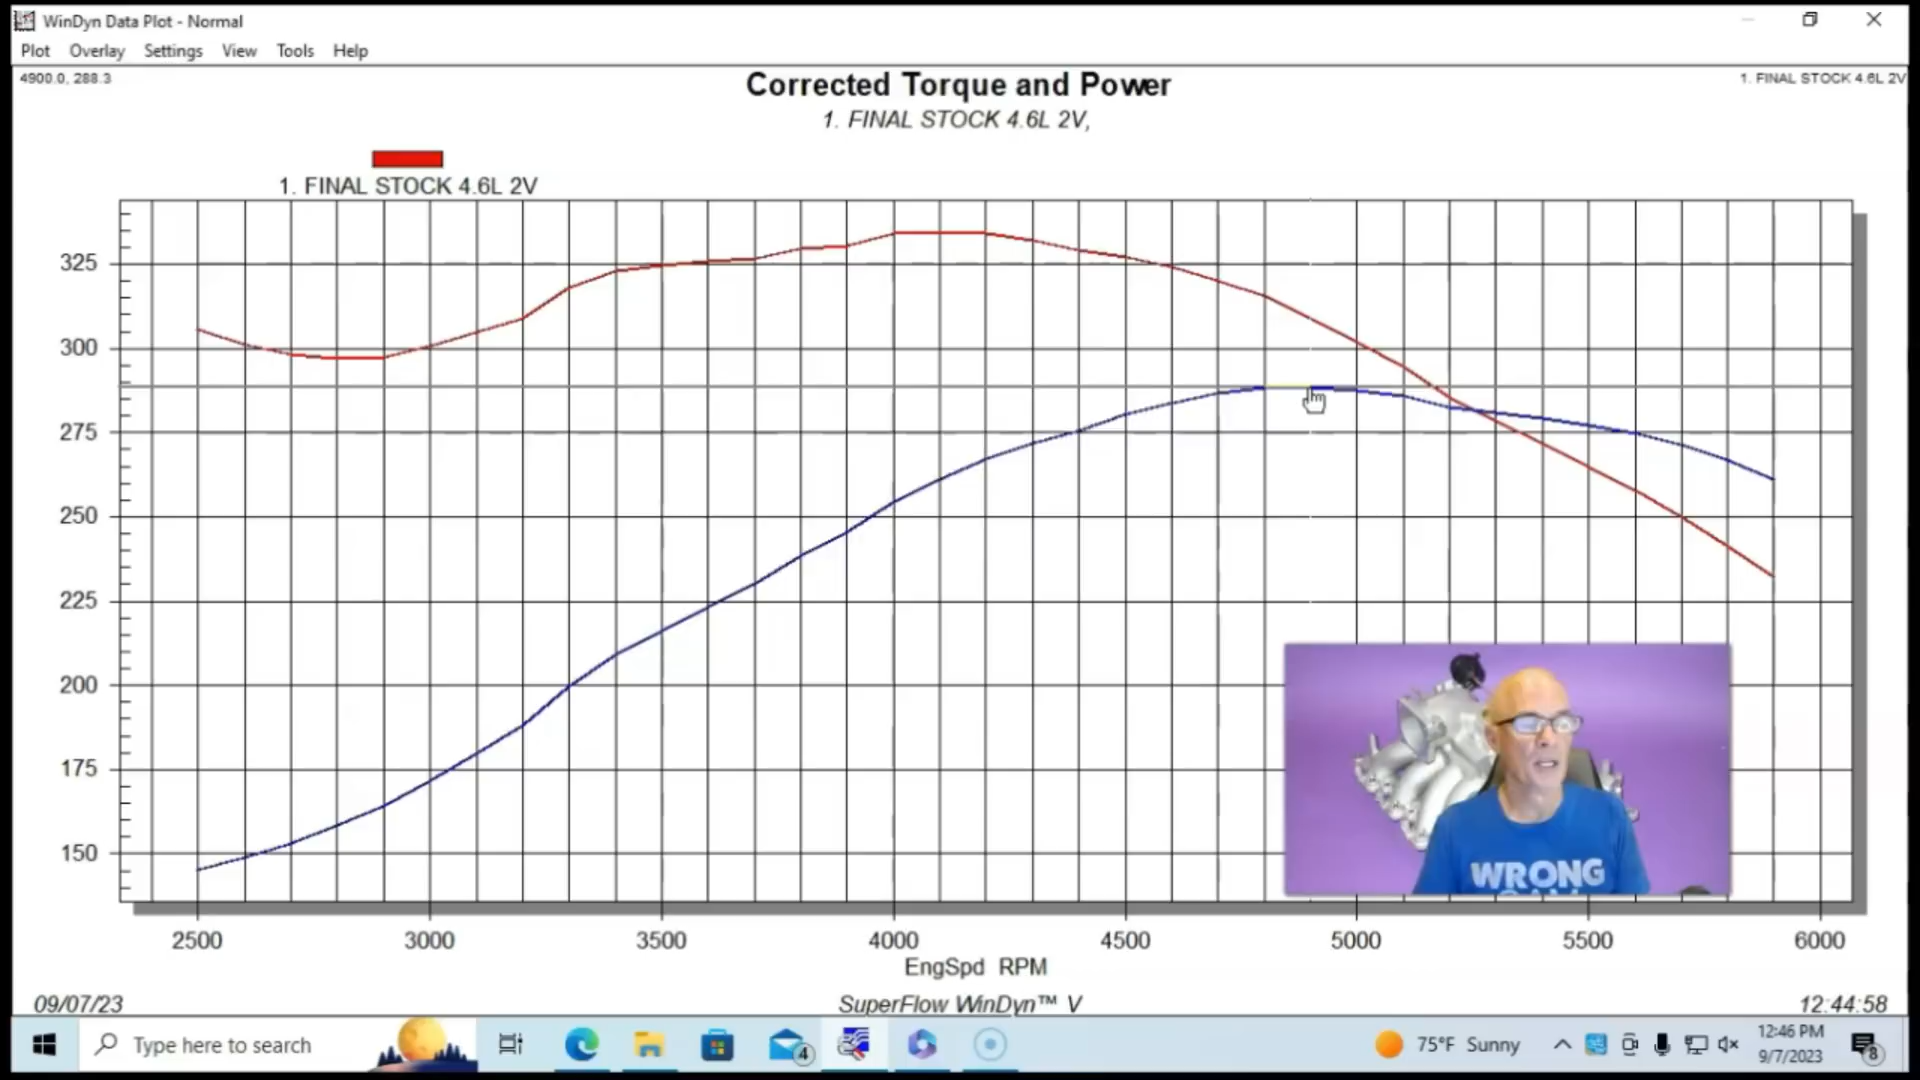 WinDyn Data Plot - Normal
Plot Overlay Settings View Tools Help
4900.0, 288.3
Corrected Torque and Power
1. FINAL STOCK 4.6L 2V
1. FINAL STOCK 4.6L 2V,
1. FINAL STOCK 4.6L 2V
325
300
275
250
225
200
175
150
2500 3000 3500 4000 4500 5000 5500 6000
EngSpd RPM
WRONG
09/07/23 SuperFlow WinDyn™ V 12:44:58
Type here to search
4
75°F Sunny
12:46 PM
9/7/2023
8